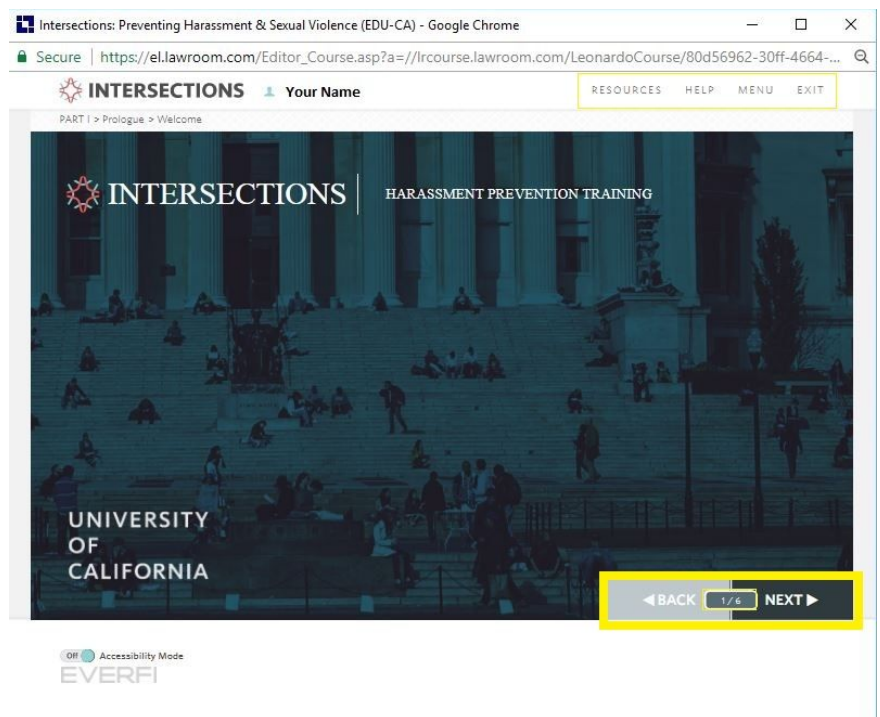 Intersections: Preventing Harassment & Sexual Violence (EDU-CA) - Google Chrome
Secure | https://el.lawroom.com/Editor_Course.asp?a=//lrcourse.lawroom.com/LeonardoCourse/80d56962-30ff-4664-...
INTERSECTIONS Your Name RESOURCES HELP MENU EXIT
PART I > Prologue > Welcome
INTERSECTIONS | HARASSMENT PREVENTION TRAINING
UNIVERSITY
OF
CALIFORNIA
◀BACK 1/6 NEXT▶
Off Accessibility Mode
EVERFI